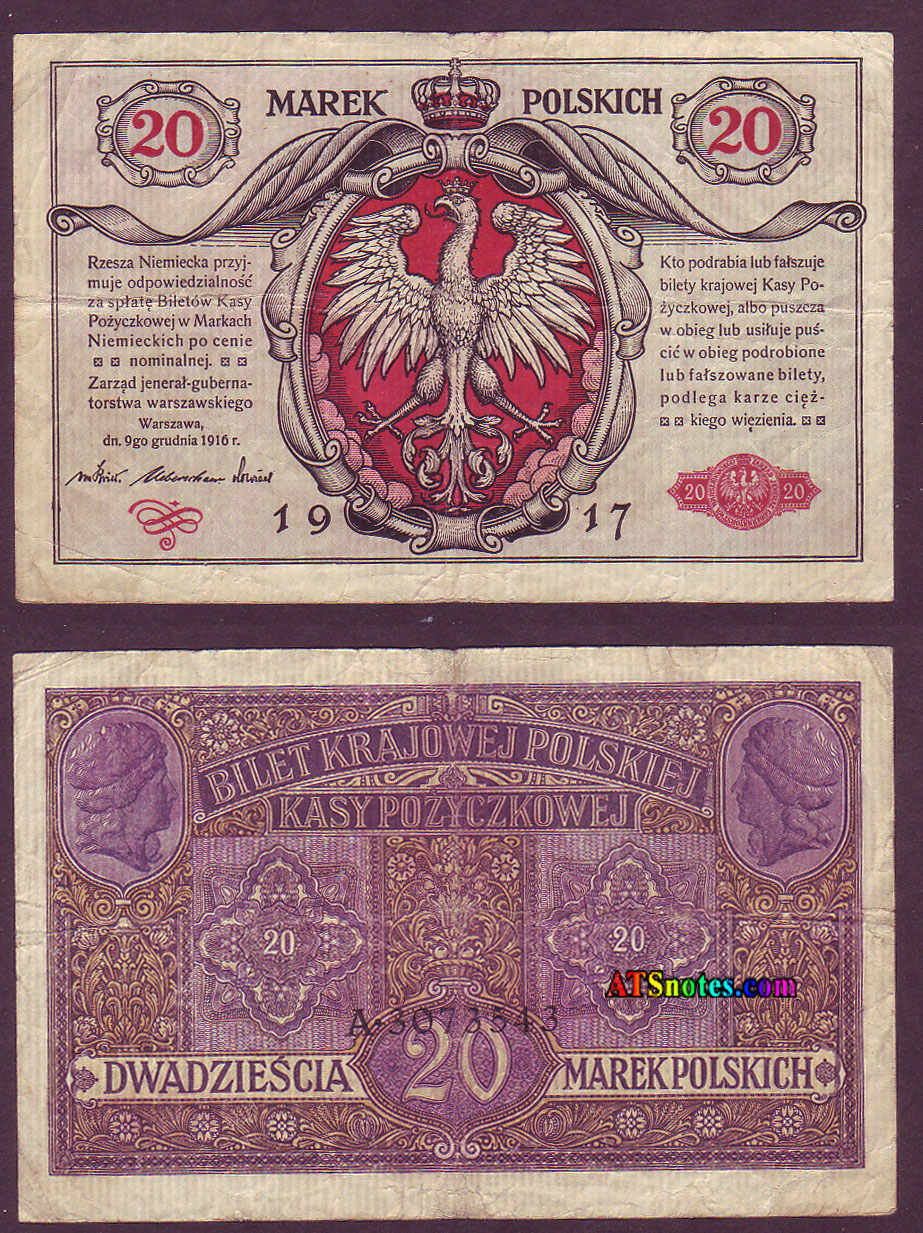 MAREK POLSKICH
20 20
Rzesza Niemiecka przyj-
muje odpowiedzialność
za spłatę Biletów Kasy
Pożyczkowej w Markach
Niemieckich po cenie
nominalnej.
Zarząd jenerał-guberna-
torstwa warszawskiego
Warszawa,
dn. 9go grudnia 1916 r.
Kto podrabia lub fałszuje
bilety krajowej Kasy Po-
życzkowej, albo puszcza
w obieg lub usiłuje puś-
cić w obieg podrobione
lub fałszowane bilety,
podlega karze cięż-
kiego więzienia.
20 20
19 17
BILET KRAJOWEJ POLSKIEJ
KASY POŻYCZKOWEJ
20 20
ATSnotes.com
A.3073543
20
DWADZIEŚCIA MAREK POLSKICH